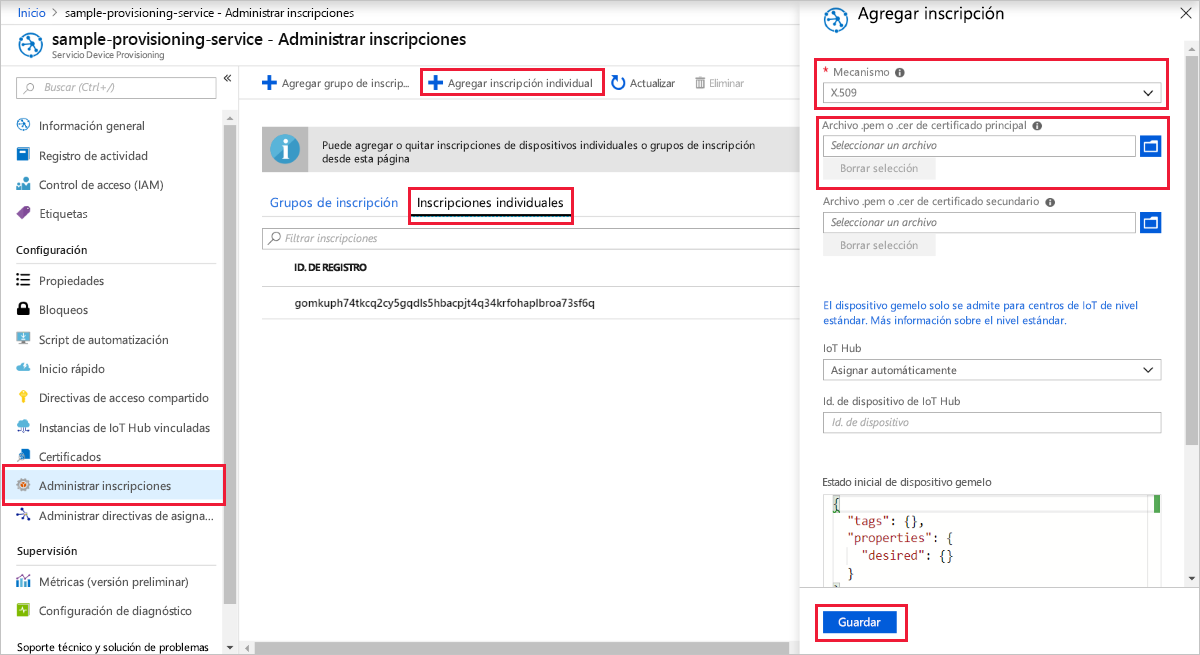 Inicio > sample-provisioning-service - Administrar inscripciones
sample-provisioning-service - Administrar inscripciones
Servicio Device Provisioning
Buscar (Ctrl+/)
Información general
Registro de actividad
Control de acceso (IAM)
Etiquetas
Configuración
Propiedades
Bloqueos
Script de automatización
Inicio rápido
Directivas de acceso compartido
Instancias de IoT Hub vinculadas
Certificados
Administrar inscripciones
Administrar directivas de asigna...
Supervisión
Métricas (versión preliminar)
Configuración de diagnóstico
Soporte técnico y solución de problemas
Agregar grupo de inscrip... Agregar inscripción individual Actualizar Eliminar
Puede agregar o quitar inscripciones de dispositivos individuales o grupos de inscripción
desde esta página
Grupos de inscripción Inscripciones individuales
Filtrar inscripciones
ID. DE REGISTRO
gomkuph74tkcq2cy5gqdls5hbacpjt4q34krfohaplbroa73sf6q
Agregar inscripción
* Mecanismo
X.509
Archivo .pem o .cer de certificado principal
Seleccionar un archivo
Borrar selección
Archivo .pem o .cer de certificado secundario
Seleccionar un archivo
Borrar selección
El dispositivo gemelo solo se admite para centros de IoT de nivel
estándar. Más información sobre el nivel estándar.
IoT Hub
Asignar automáticamente
Id. de dispositivo de IoT Hub
Id. de dispositivo
Estado inicial de dispositivo gemelo
{
"tags": {},
"properties": {
"desired": {}
}
Guardar